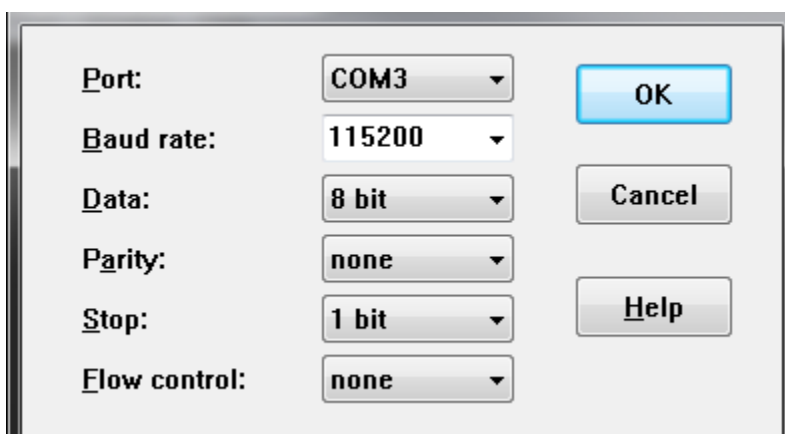 Port: COM3 OK
Baud rate: 115200
Data: 8 bit Cancel
Parity: none
Stop: 1 bit Help
Flow control: none